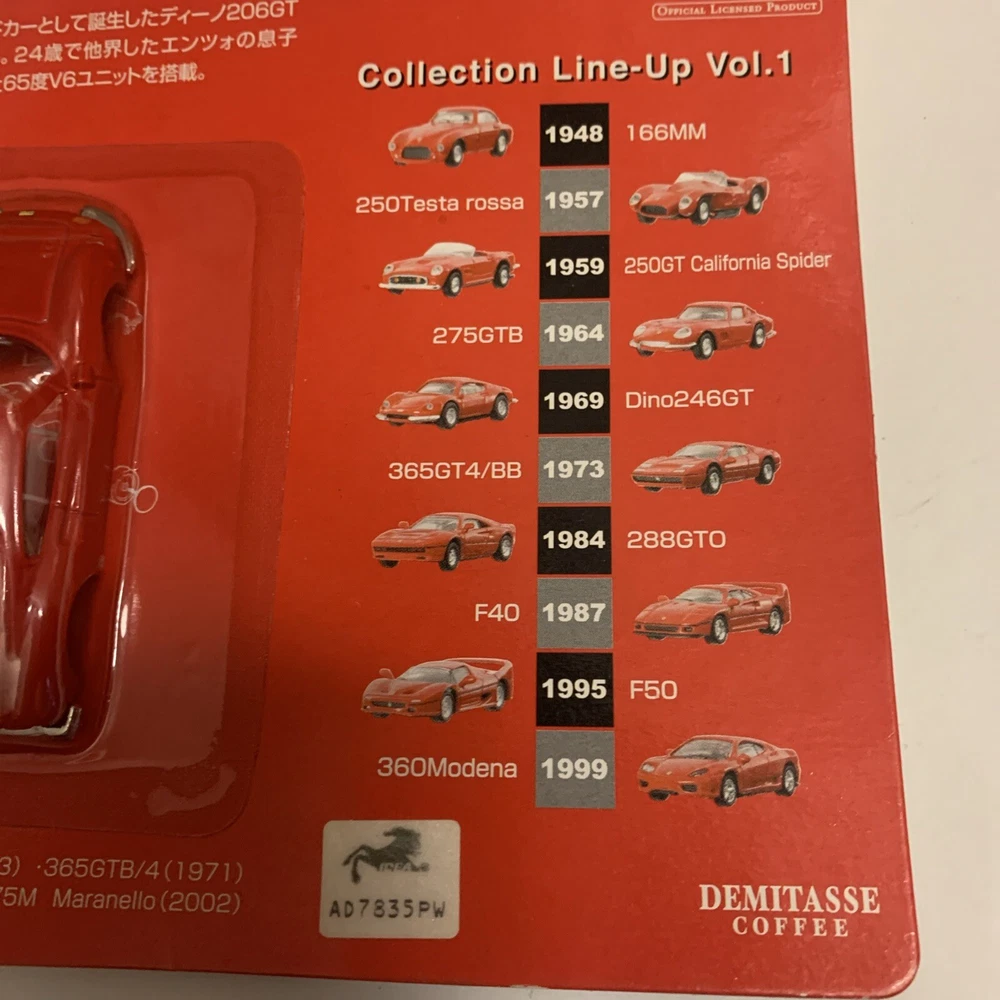 カーとして誕生したディーノ206GT
。24歳で他界したエンツォの息子
65度V6ユニットを搭載。
OFFICIAL LICENSED PRODUCT
Collection Line-Up Vol.1
1948 166MM
250Testa rossa 1957
1959 250GT California Spider
275GTB 1964
1969 Dino246GT
365GT4/BB 1973
1984 288GTO
F40 1987
1995 F50
360Modena 1999
3) ・365GTB/4(1971)
75M Maranello(2002)
AD7835PW
DEMITASSE
COFFEE